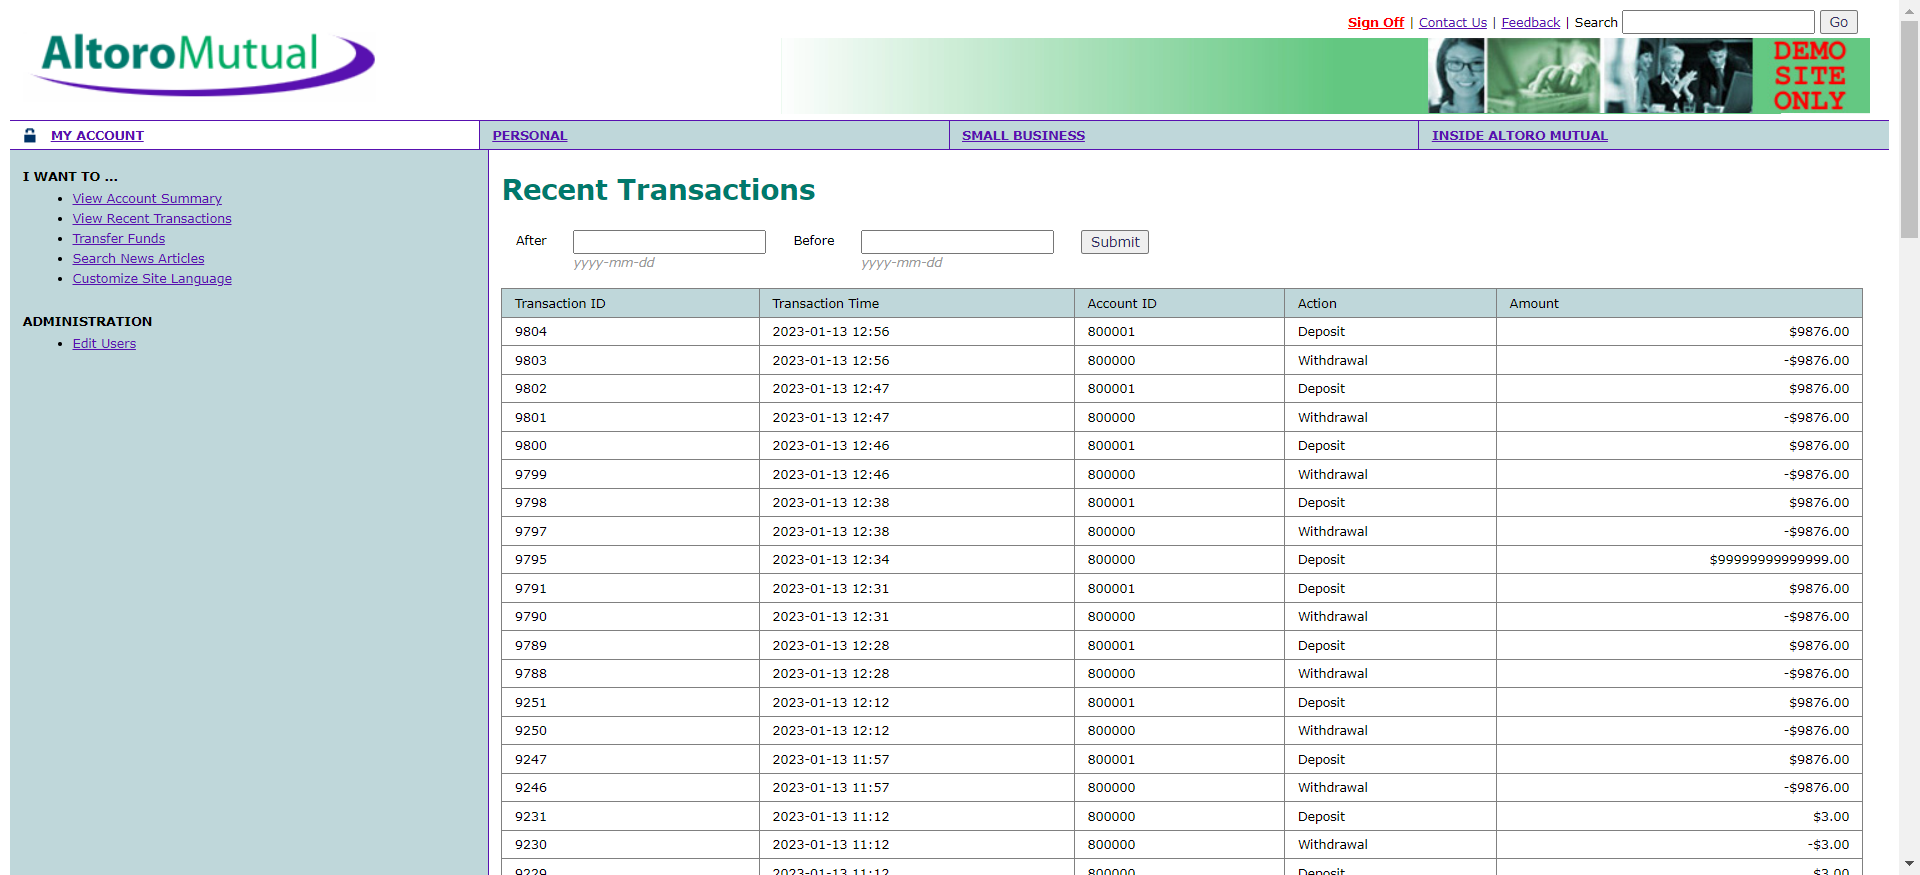 Sign Off | Contact Us | Feedback | Search Go
AltoroMutual
DEMO
SITE
ONLY
MY ACCOUNT PERSONAL SMALL BUSINESS INSIDE ALTORO MUTUAL
I WANT TO ...
• View Account Summary
• View Recent Transactions
• Transfer Funds
• Search News Articles
• Customize Site Language
ADMINISTRATION
• Edit Users
Recent Transactions
After Before Submit
yyyy-mm-dd yyyy-mm-dd
Transaction ID Transaction Time Account ID Action Amount
9804 2023-01-13 12:56 800001 Deposit $9876.00
9803 2023-01-13 12:56 800000 Withdrawal -$9876.00
9802 2023-01-13 12:47 800001 Deposit $9876.00
9801 2023-01-13 12:47 800000 Withdrawal -$9876.00
9800 2023-01-13 12:46 800001 Deposit $9876.00
9799 2023-01-13 12:46 800000 Withdrawal -$9876.00
9798 2023-01-13 12:38 800001 Deposit $9876.00
9797 2023-01-13 12:38 800000 Withdrawal -$9876.00
9795 2023-01-13 12:34 800000 Deposit $99999999999999.00
9791 2023-01-13 12:31 800001 Deposit $9876.00
9790 2023-01-13 12:31 800000 Withdrawal -$9876.00
9789 2023-01-13 12:28 800001 Deposit $9876.00
9788 2023-01-13 12:28 800000 Withdrawal -$9876.00
9251 2023-01-13 12:12 800001 Deposit $9876.00
9250 2023-01-13 12:12 800000 Withdrawal -$9876.00
9247 2023-01-13 11:57 800001 Deposit $9876.00
9246 2023-01-13 11:57 800000 Withdrawal -$9876.00
9231 2023-01-13 11:12 800000 Deposit $3.00
9230 2023-01-13 11:12 800000 Withdrawal -$3.00
9229 2023-01-13 11:12 800000 Deposit $3.00